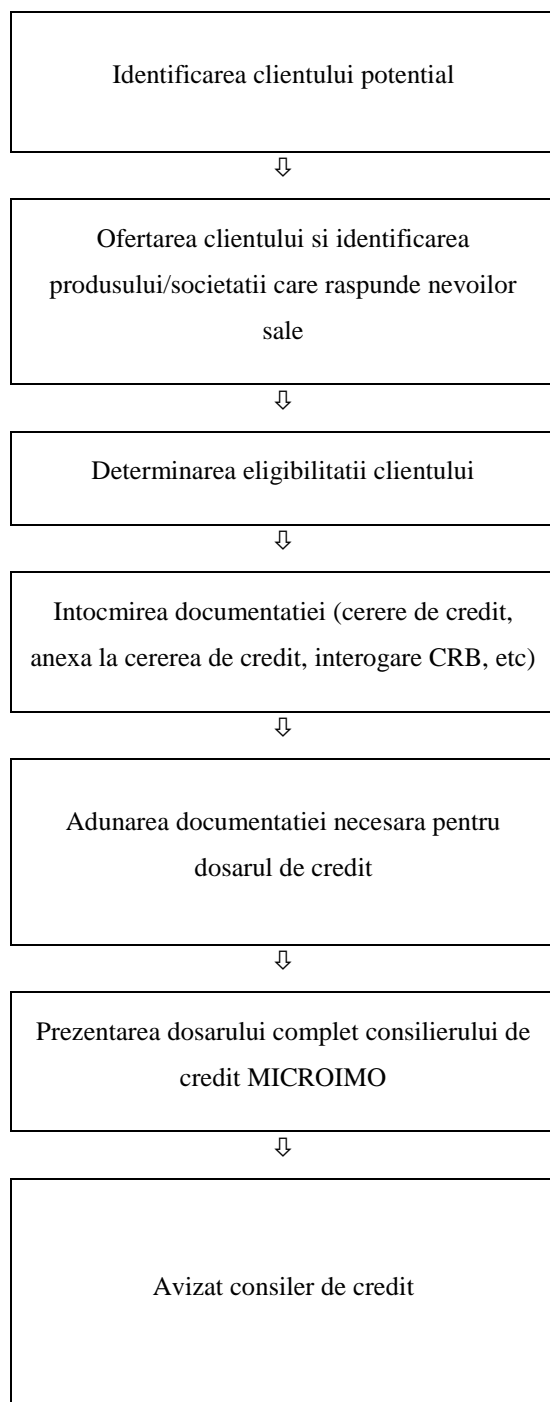 Identificarea clientului potential
⇩
Ofertarea clientului si identificarea
produsului/societatii care raspunde nevoilor
sale
⇩
Determinarea eligibilitatii clientului
⇩
Intocmirea documentatiei (cerere de credit,
anexa la cererea de credit, interogare CRB, etc)
⇩
Adunarea documentatiei necesara pentru
dosarul de credit
⇩
Prezentarea dosarului complet consilierului de
credit MICROIMO
⇩
Avizat consiler de credit